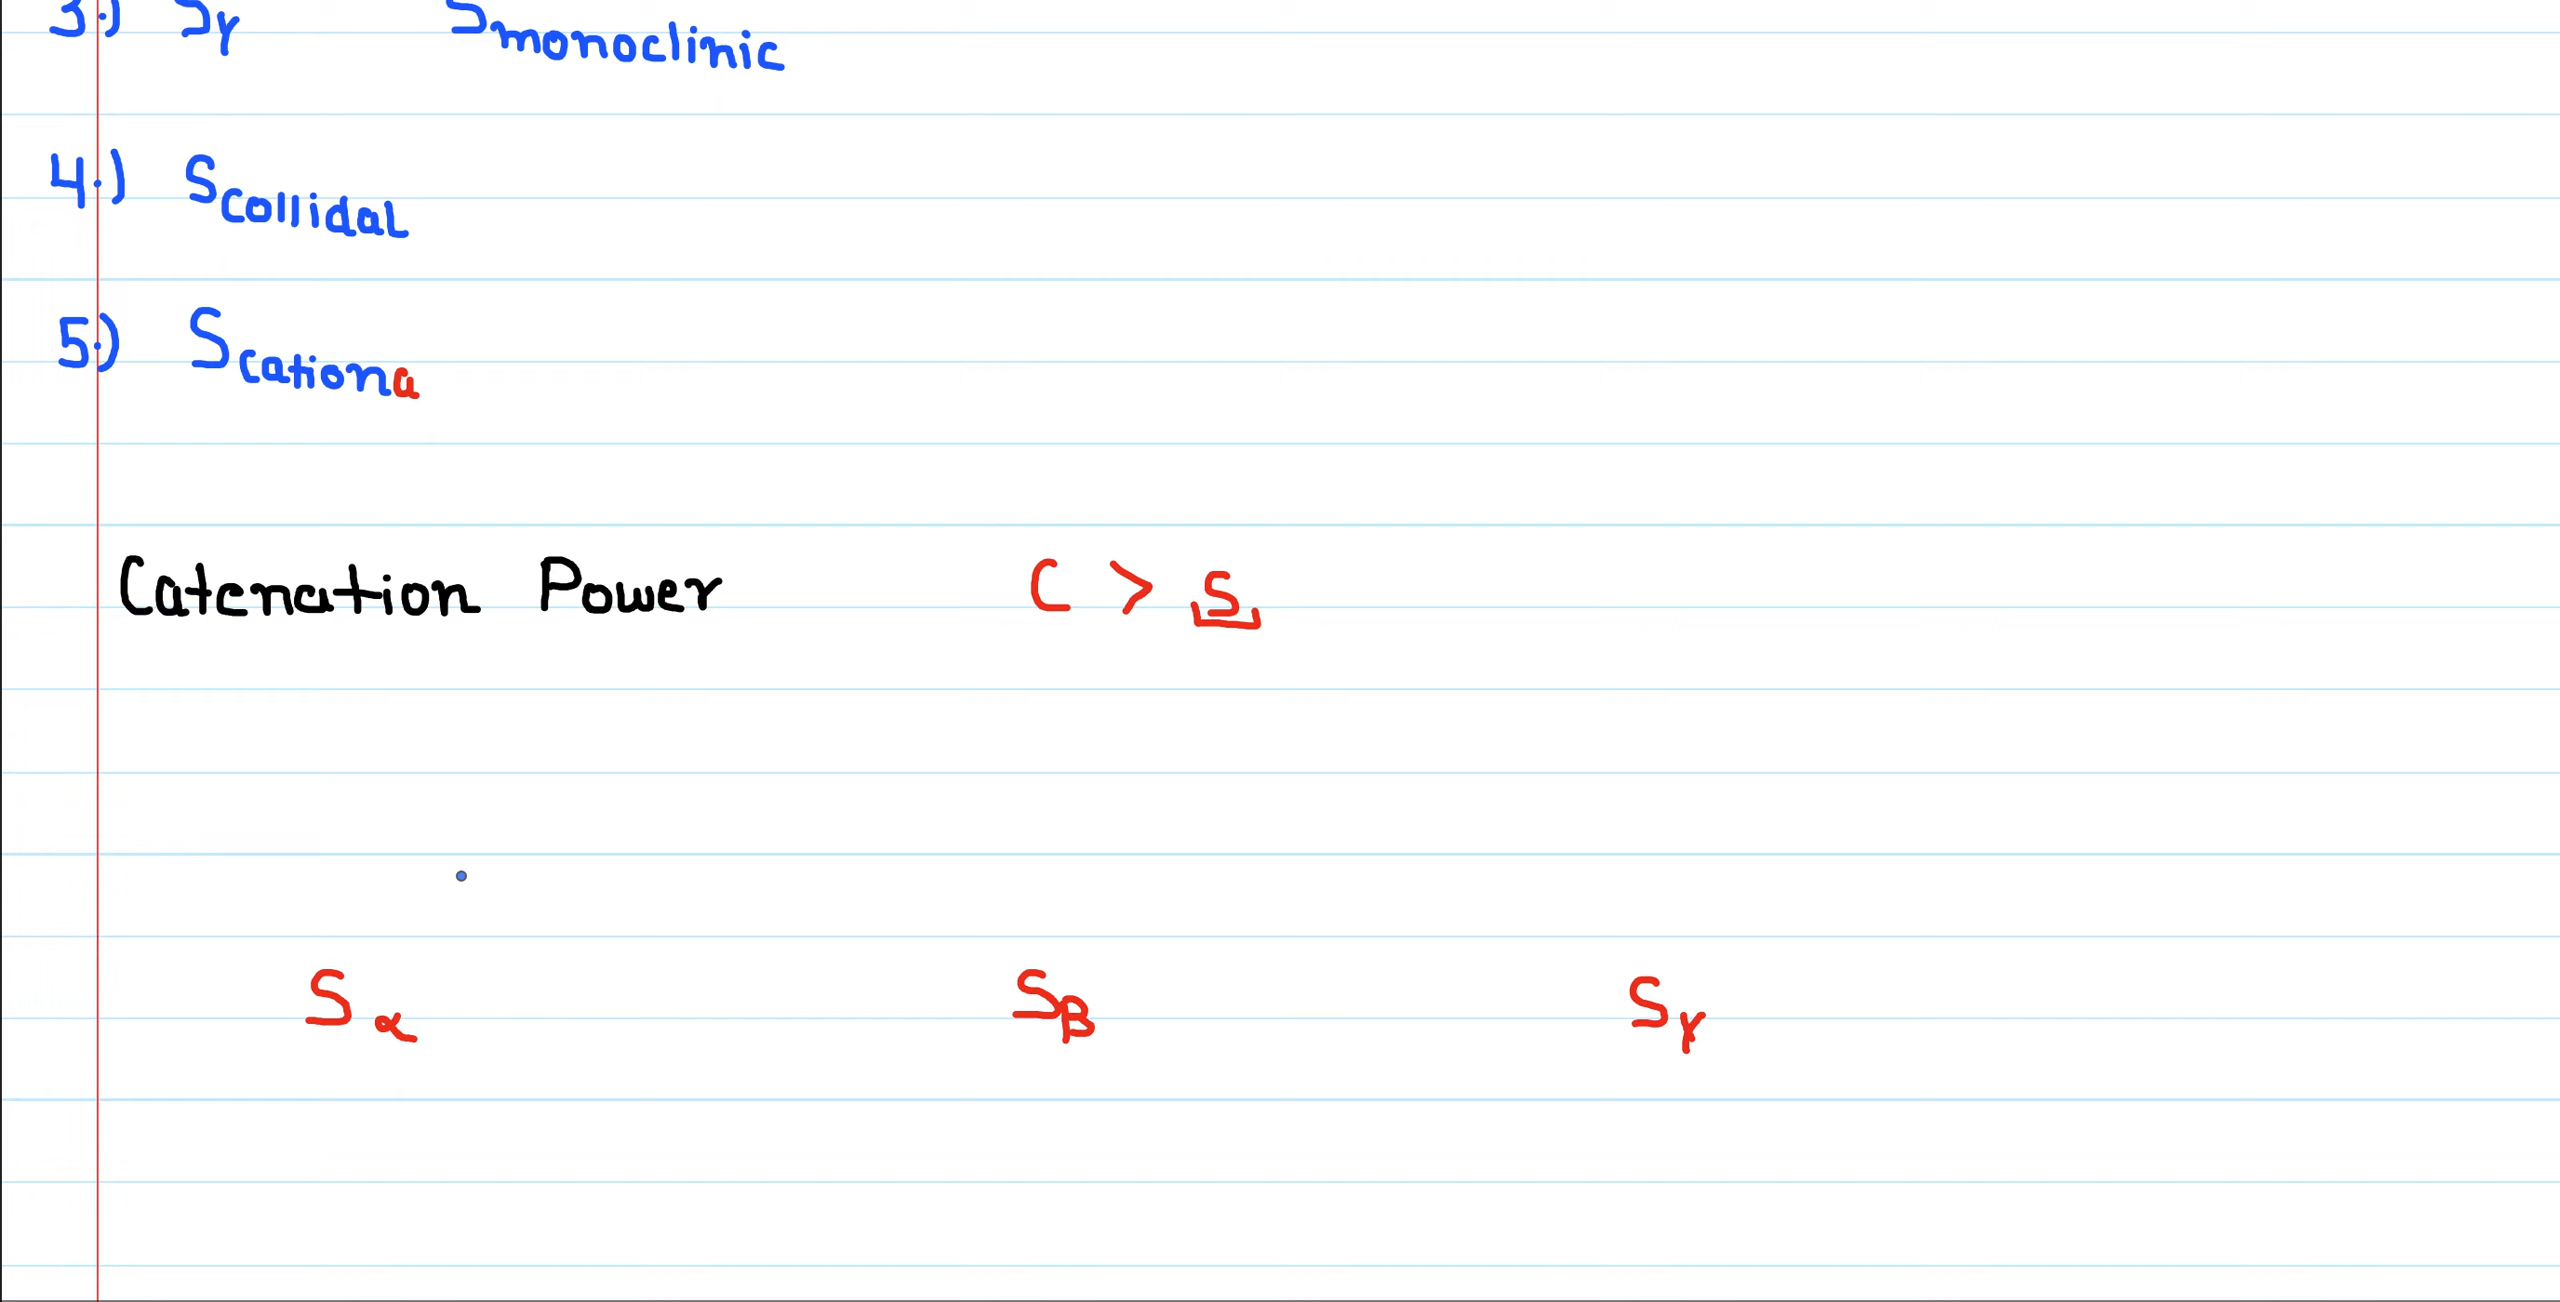 3.) Sγ Smonoclinic
4.) Scollidal
5.) Scationa
Catenation Power C > S
Sα Sβ Sγ